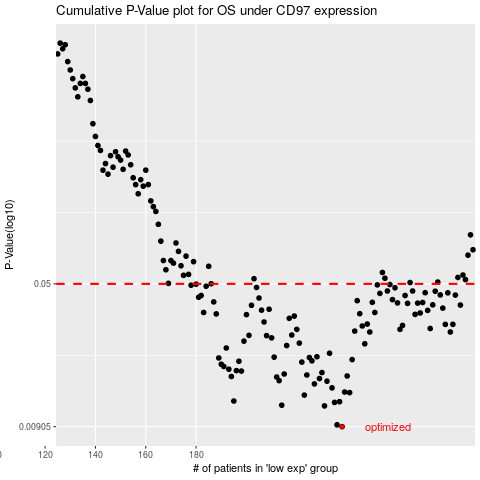 Cumulative P-Value plot for OS under CD97 expression
P-Value(log10)
0.05
0.00905
optimized
0 120 140 160 180
# of patients in 'low exp' group